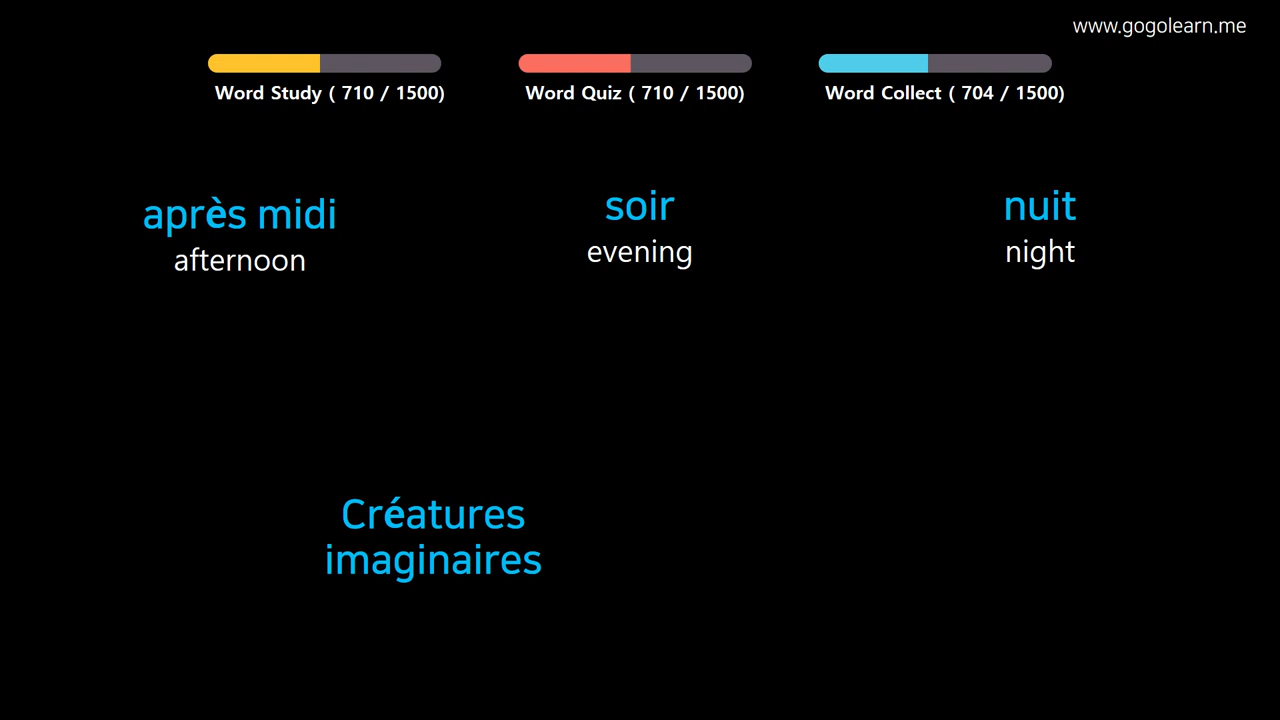 www.gogolearn.me
Word Study ( 710 / 1500)
Word Quiz ( 710 / 1500)
Word Collect ( 704 / 1500)
après midi
afternoon
soir
evening
nuit
night
Créatures
imaginaires